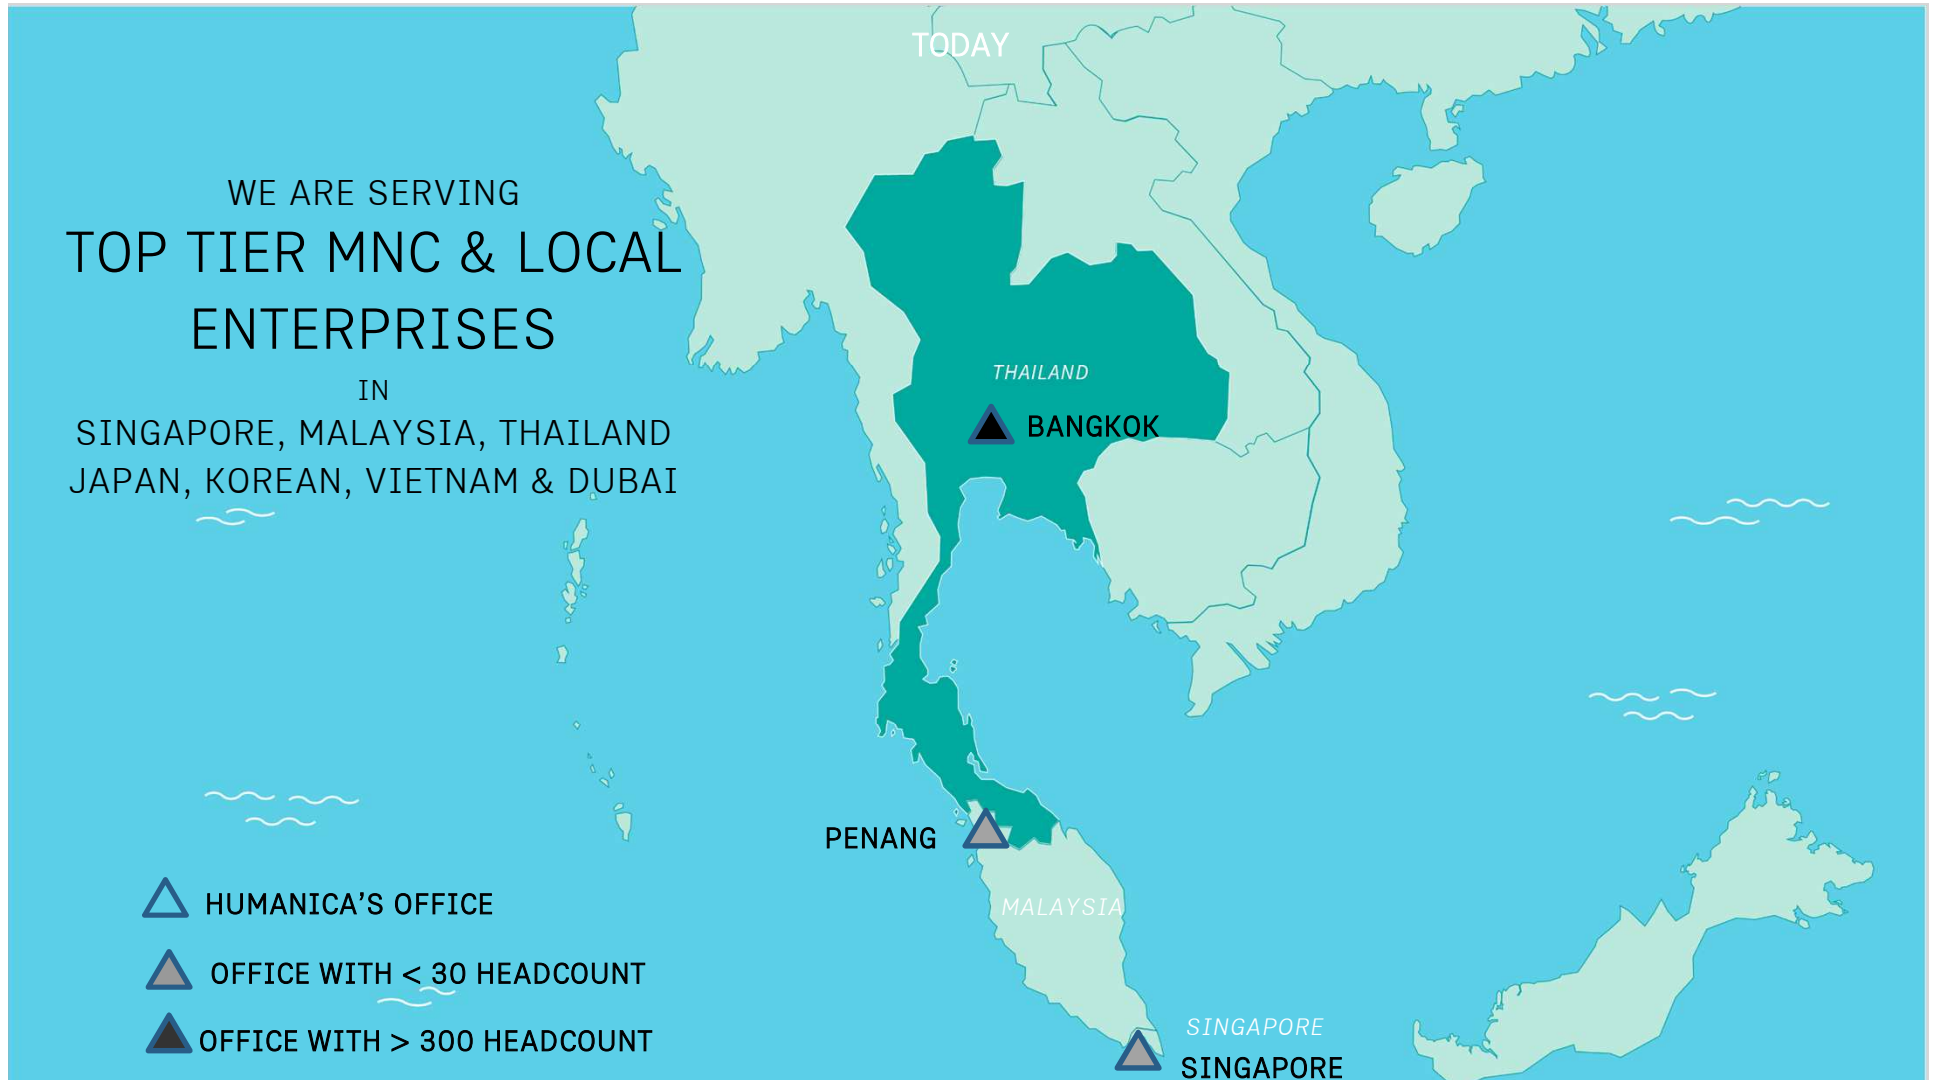 TODAY
WE ARE SERVING
TOP TIER MNC & LOCAL
ENTERPRISES
IN
SINGAPORE, MALAYSIA, THAILAND
JAPAN, KOREAN, VIETNAM & DUBAI
THAILAND
BANGKOK
PENANG
MALAYSIA
HUMANICA’S OFFICE
OFFICE WITH < 30 HEADCOUNT
OFFICE WITH > 300 HEADCOUNT
SINGAPORE
SINGAPORE